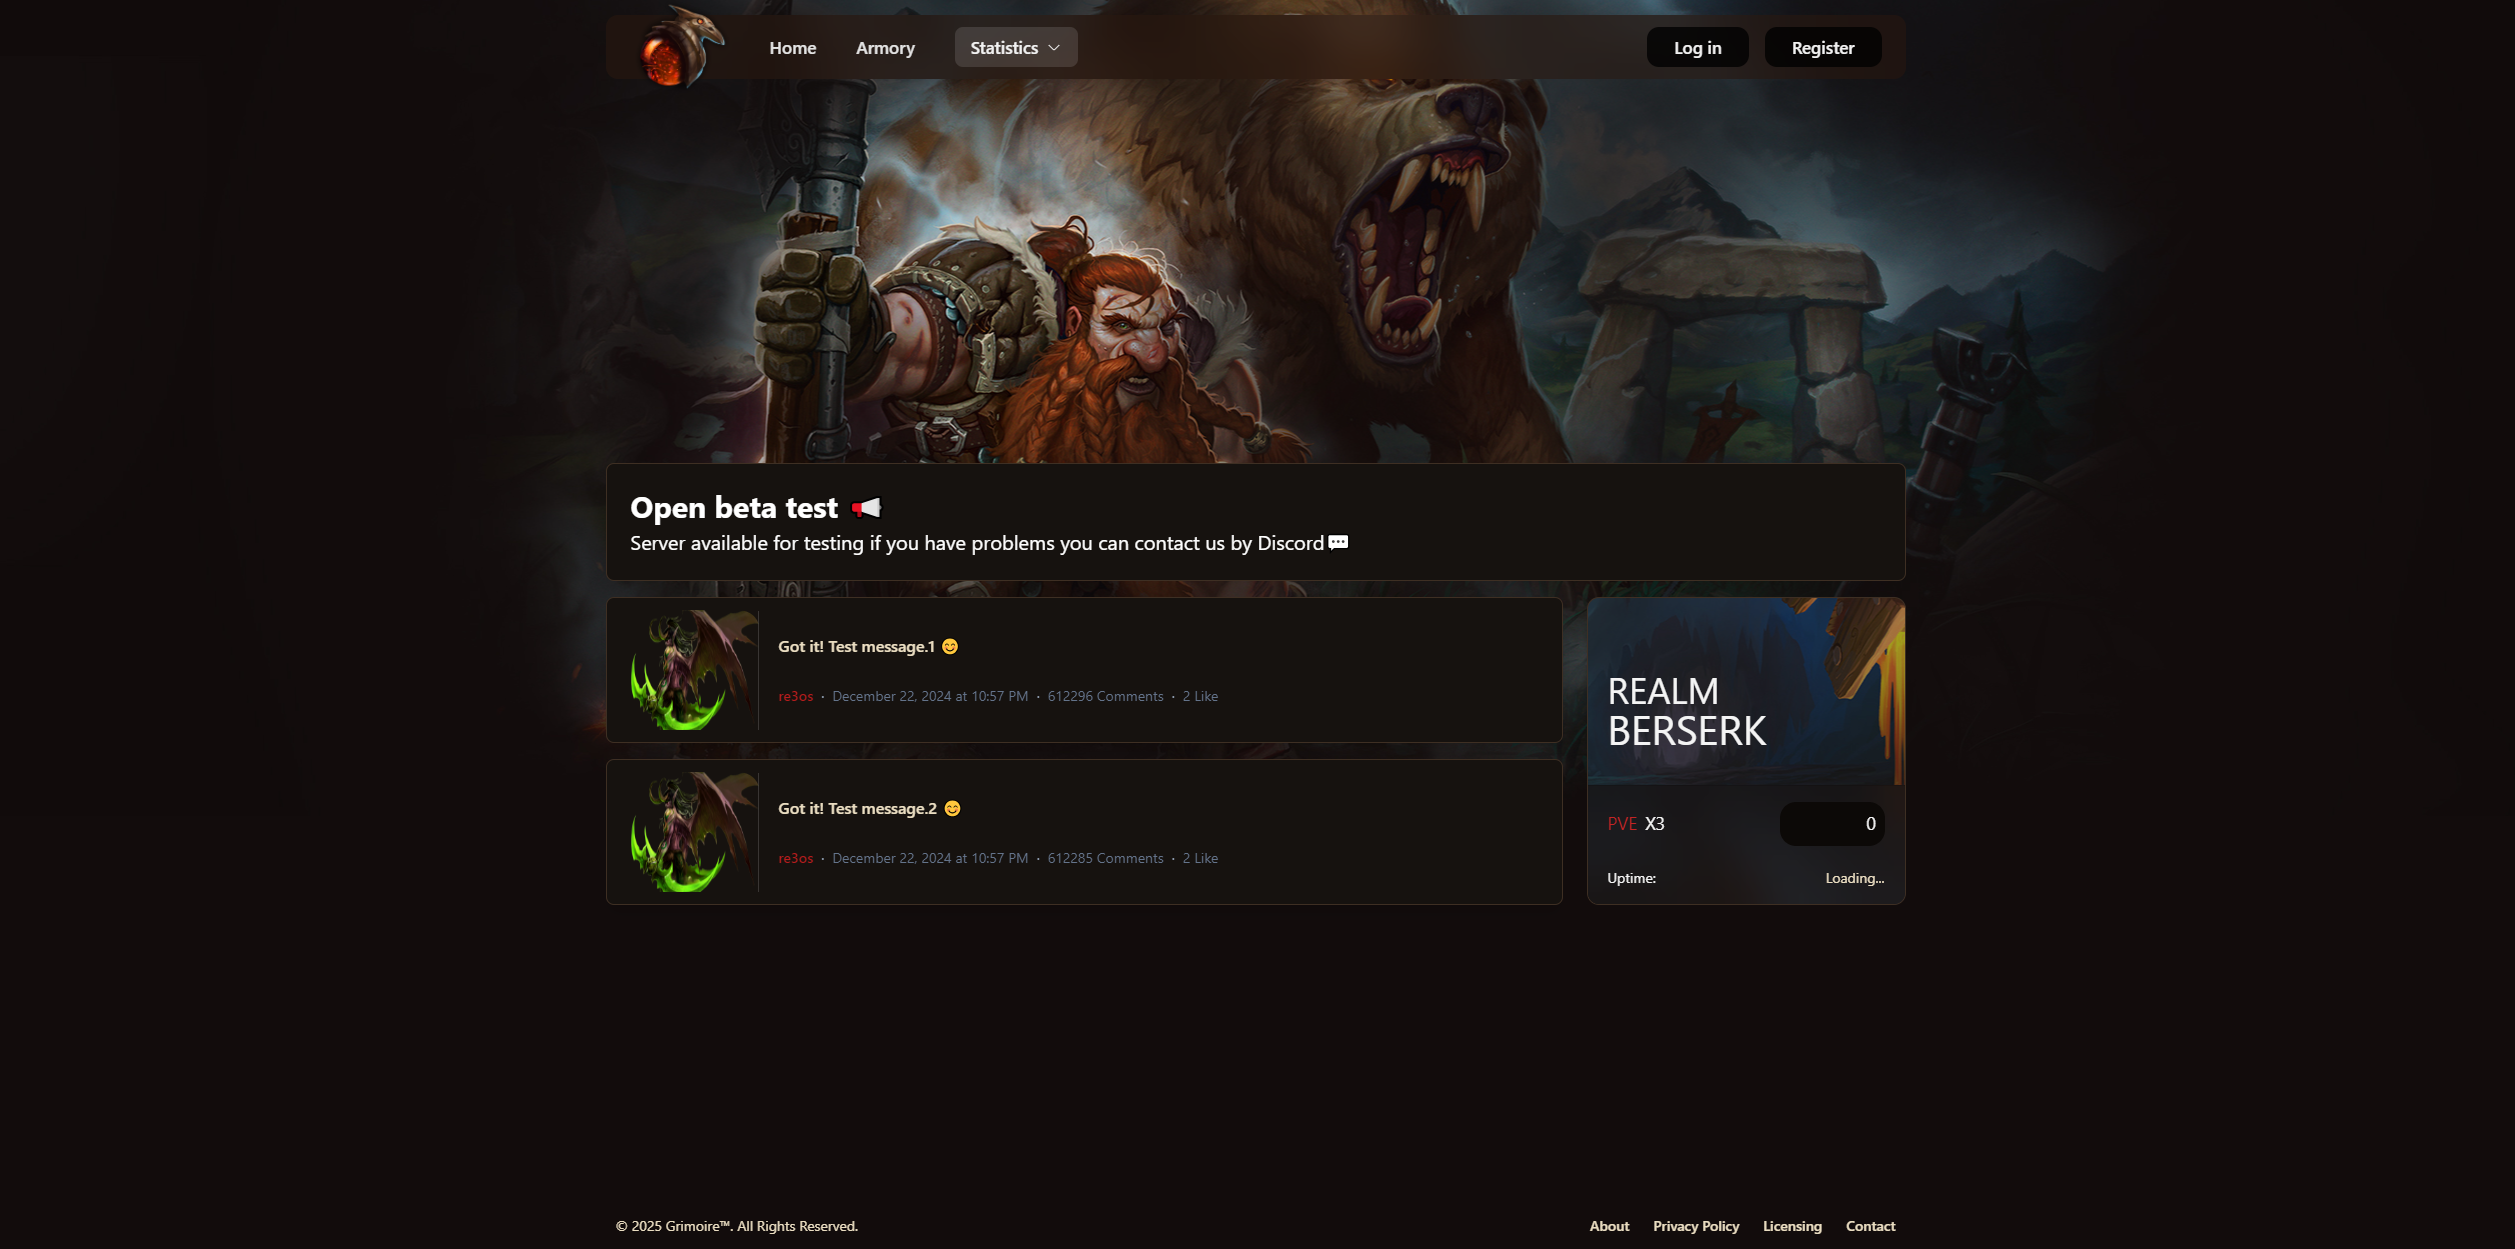 Home Armory Statistics Log in Register
Open beta test
Server available for testing if you have problems you can contact us by Discord
Got it! Test message.1 😊
re3os · December 22, 2024 at 10:57 PM · 612296 Comments · 2 Like
Got it! Test message.2 😊
re3os · December 22, 2024 at 10:57 PM · 612285 Comments · 2 Like
REALM
BERSERK
PVE X3 0
Uptime: Loading...
© 2025 Grimoire™. All Rights Reserved. About Privacy Policy Licensing Contact